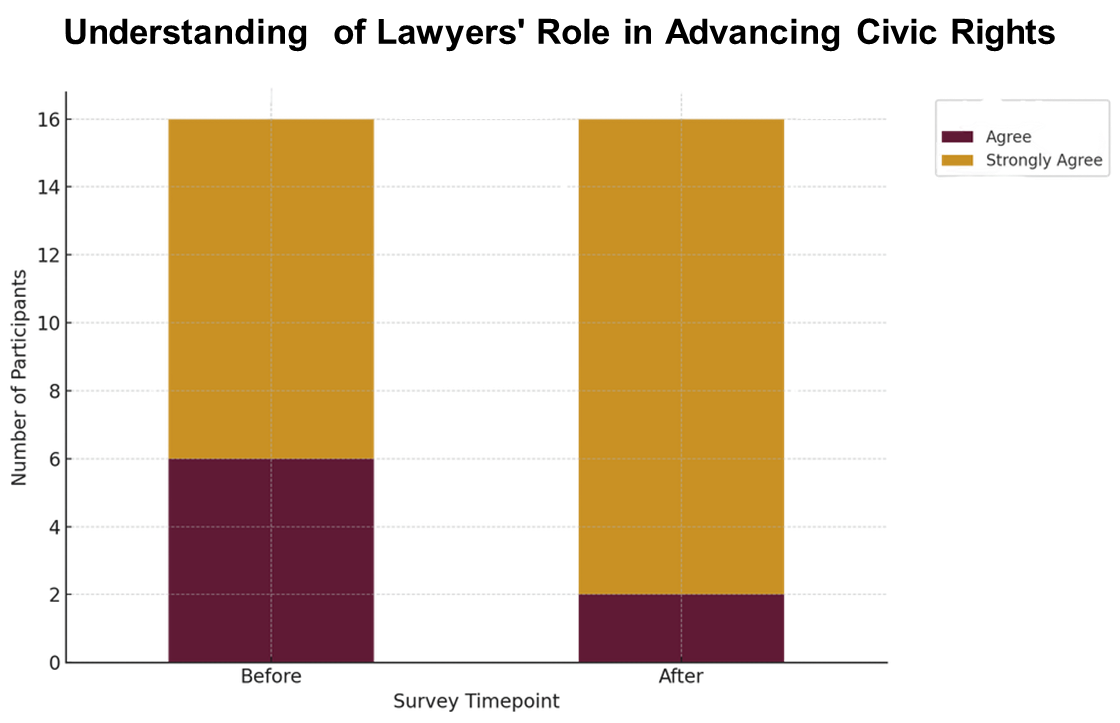 Understanding of Lawyers' Role in Advancing Civic Rights
16
14
12
10
8
6
4
2
0
Number of Participants
Before
After
Survey Timepoint
Agree
Strongly Agree